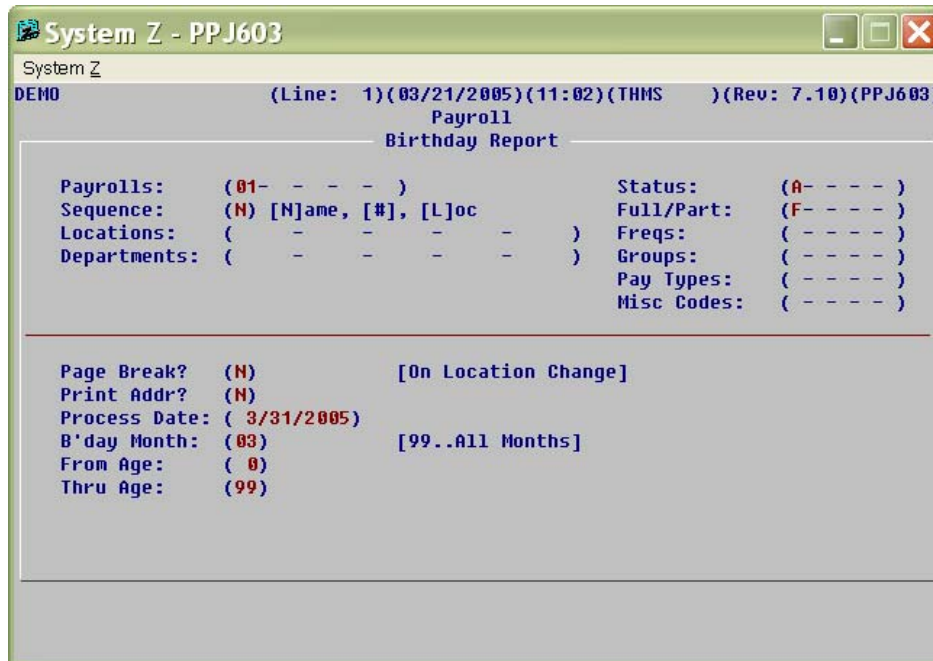 System Z - PPJ603
System Z
DEMO (Line: 1)(03/21/2005)(11:02)(THMS )(Rev: 7.10)(PPJ603
Payroll
Birthday Report
Payrolls: (01- - - - ) Status: (A- - - - )
Sequence: (N) [N]ame, [#], [L]oc Full/Part: (F- - - - )
Locations: ( - - - - ) Freqs: ( - - - - )
Departments: ( - - - - ) Groups: ( - - - - )
Pay Types: ( - - - - )
Misc Codes: ( - - - - )
Page Break? (N) [On Location Change]
Print Addr? (N)
Process Date: ( 3/31/2005)
B'day Month: (03) [99..All Months]
From Age: ( 0)
Thru Age: (99)